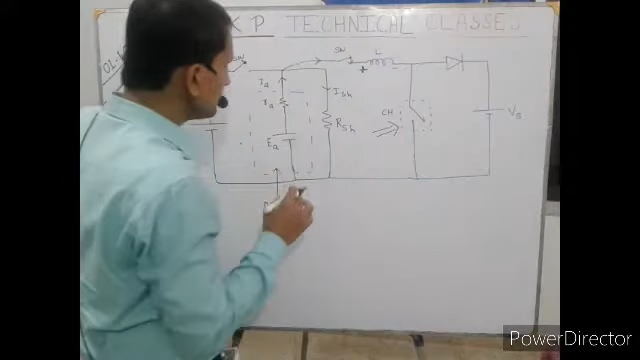 K P TECHNICAL CLASSES
SW L
Ia
Ish
ra
CH
Vs
Ea
Rsh
PowerDirector